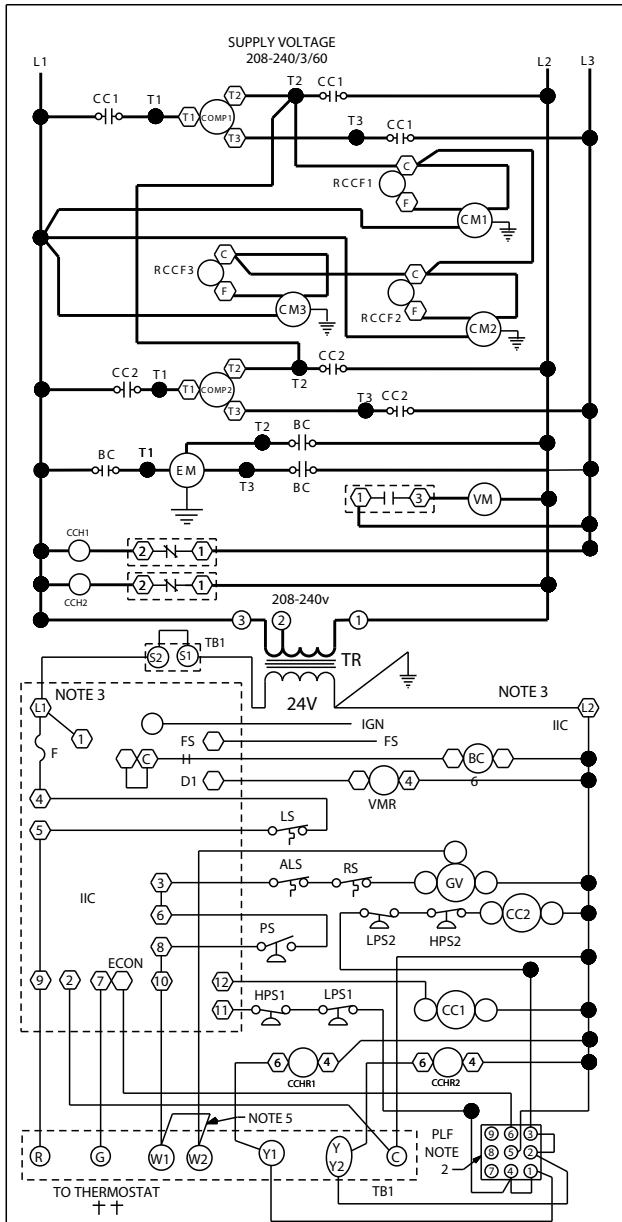 SUPPLY VOLTAGE
208-240/3/60
L1 L2 L3
CC1 T1 T1 COMP1 T2 T2 CC1
T3 T3 CC1
C
RCCF1
F CM1
C
RCCF3
F CM3
C
RCCF2
F CM2
CC2 T1 T1 COMP2 T2 T2 CC2
T3 T3 CC2
T2 BC
BC T1 EM T3 BC
1 3 VM
CCH1 2 1
CCH2 2 1
208-240v
3 2 1
TB1
S2 S1
TR
24V
NOTE 3 NOTE 3
L1 IGN L2
IIC
1 FS FS
F C H BC
6
D1 4
VMR
4
5 LS
ALS RS
3 GV
IIC
6 CC2
PS LPS2 HPS2
8
ECON
9 2 7 10 12
11 HPS1 LPS1 CC1
6 4 6 4
CCHR1 CCHR2
NOTE 5
R G W1 W2 Y1 Y
Y2 C
TB1
TO THERMOSTAT
++
PLF
NOTE
2
9 6 3
8 5 2
7 4 1